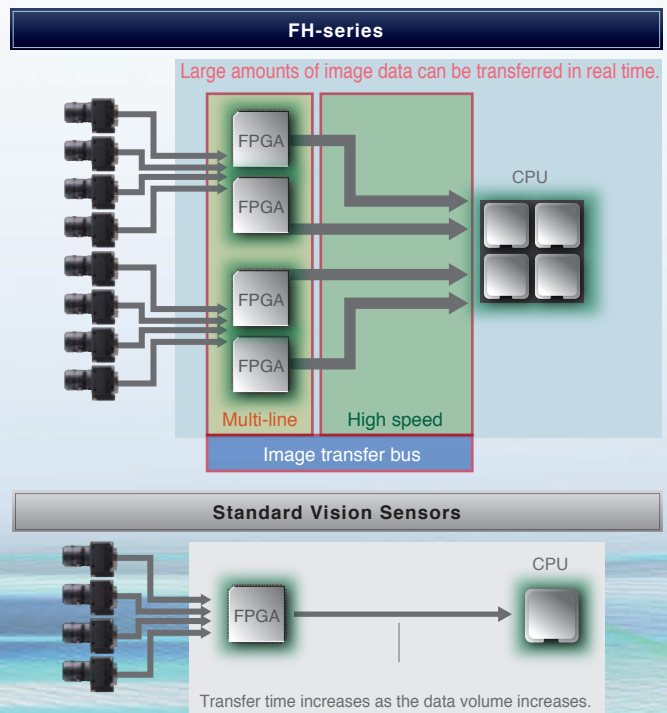 FH-series
Large amounts of image data can be transferred in real time.
FPGA
CPU
FPGA
FPGA
FPGA
Multi-line
High speed
Image transfer bus
Standard Vision Sensors
CPU
FPGA
Transfer time increases as the data volume increases.